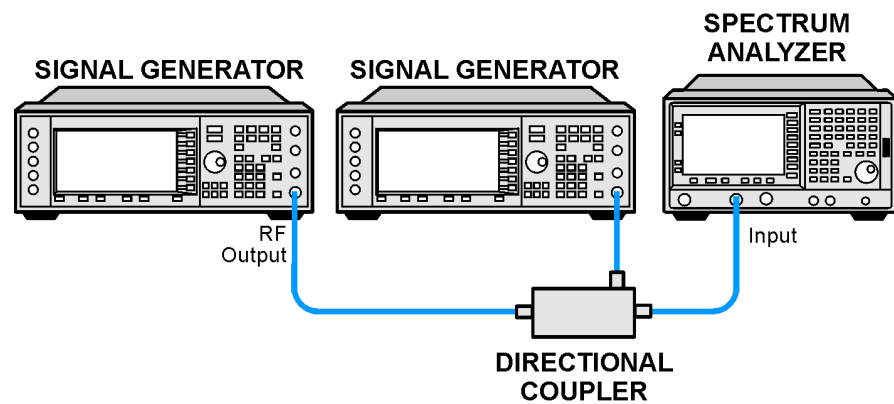 SPECTRUM
ANALYZER
SIGNAL GENERATOR
SIGNAL GENERATOR
RF
Output
Input
DIRECTIONAL
COUPLER